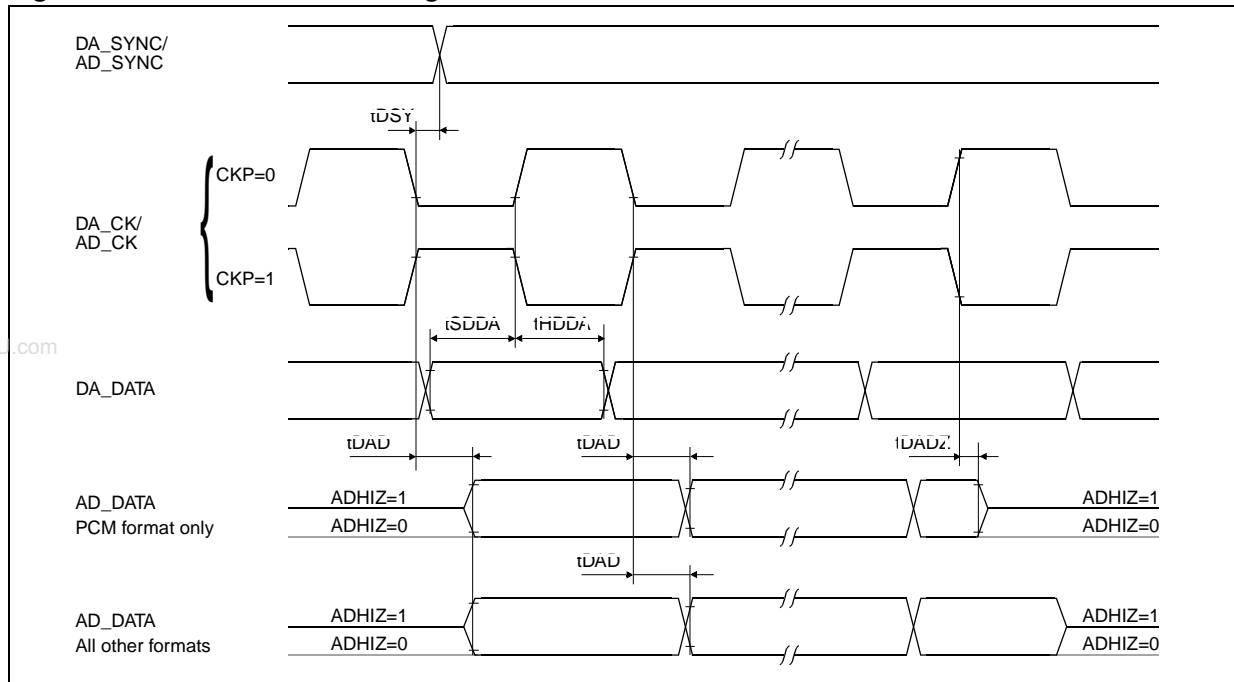 DA_SYNC/
AD_SYNC
tDSY
CKP=0
DA_CK/
AD_CK
CKP=1
tSDDA tHDDA
.com
DA_DATA
tDAD tDAD tDADZ
AD_DATA
PCM format only
ADHIZ=1 ADHIZ=1
ADHIZ=0 ADHIZ=0
tDAD
AD_DATA
All other formats
ADHIZ=1 ADHIZ=1
ADHIZ=0 ADHIZ=0